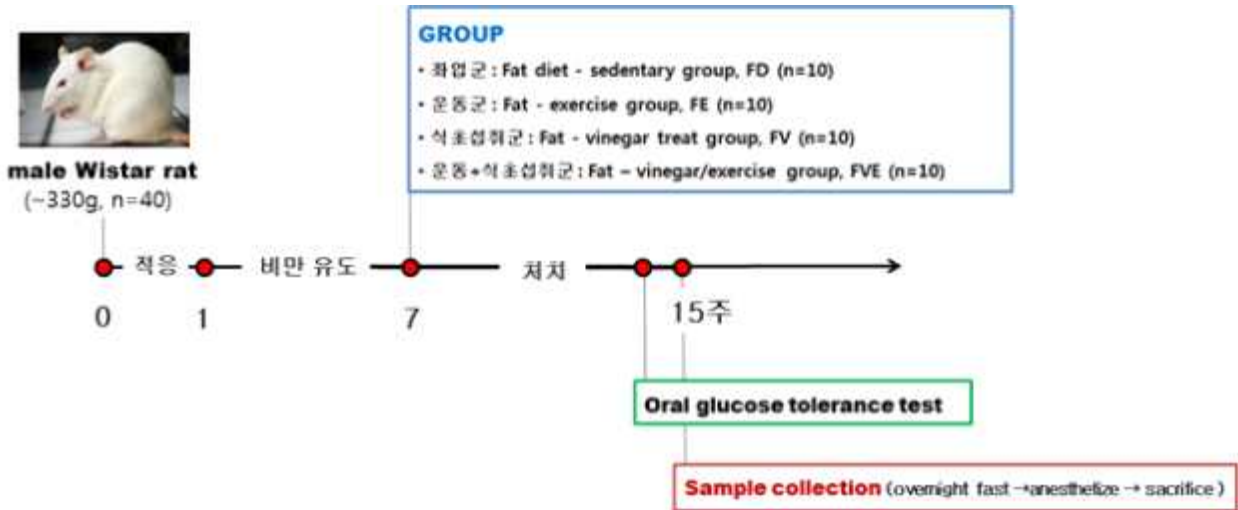 GROUP
• 좌업군 : Fat diet - sedentary group, FD (n=10)
• 운동군 : Fat - exercise group, FE (n=10)
• 식초섭취군 : Fat - vinegar treat group, FV (n=10)
• 운동+식초섭취군 : Fat – vinegar/exercise group, FVE (n=10)
male Wistar rat
(~330g, n=40)
적응 비만 유도 처치
0 1 7 15주
Oral glucose tolerance test
Sample collection (overnight fast →anesthetize → sacrifice)